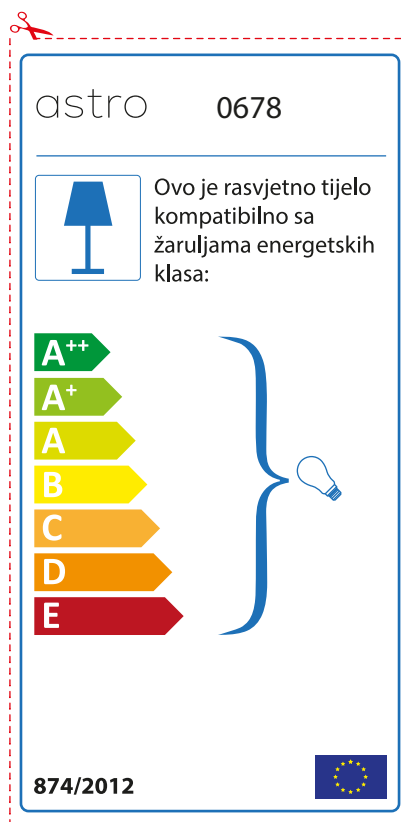 astro 0678
Ovo je rasvjetno tijelo
kompatibilno sa
žaruljama energetskih
klasa:
A++
A+
A
B
C
D
E
874/2012